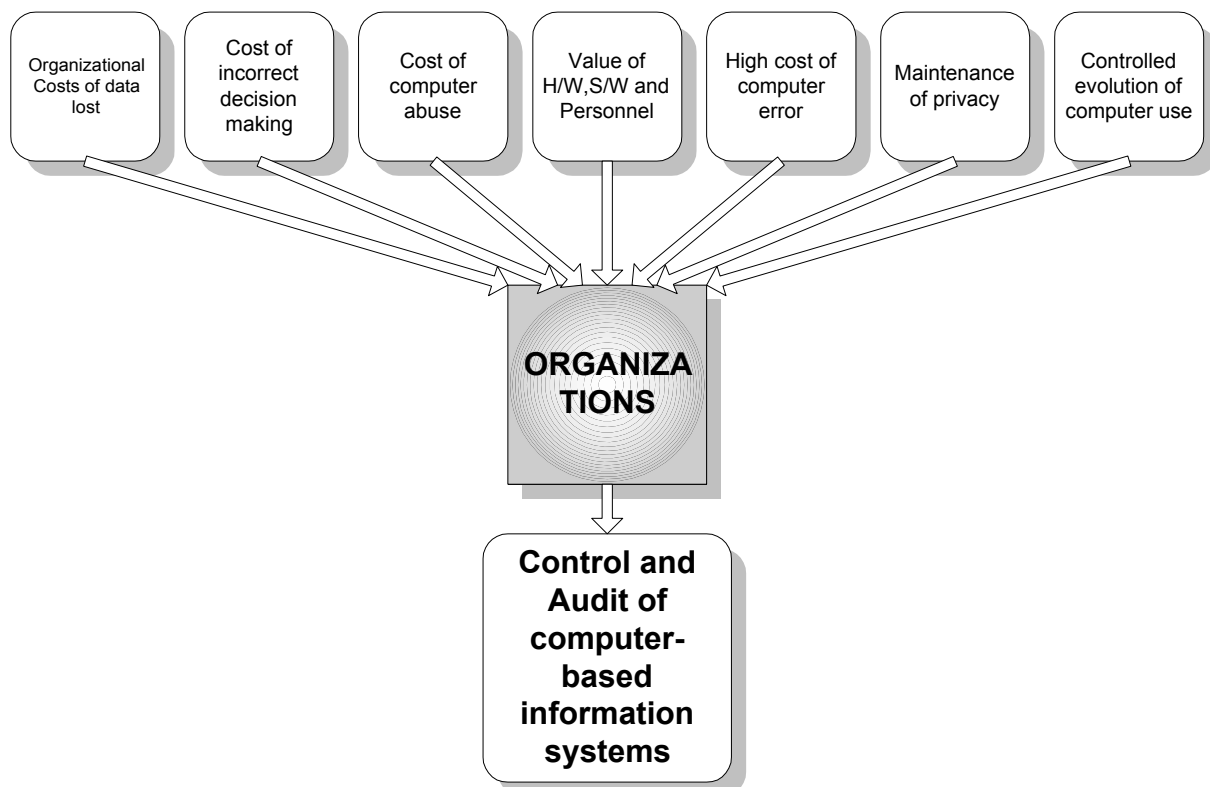 Organizational
Costs of data
lost
Cost of
incorrect
decision
making
Cost of
computer
abuse
Value of
H/W,S/W and
Personnel
High cost of
computer
error
Maintenance
of privacy
Controlled
evolution of
computer use
ORGANIZA
TIONS
Control and
Audit of
computer-
based
information
systems